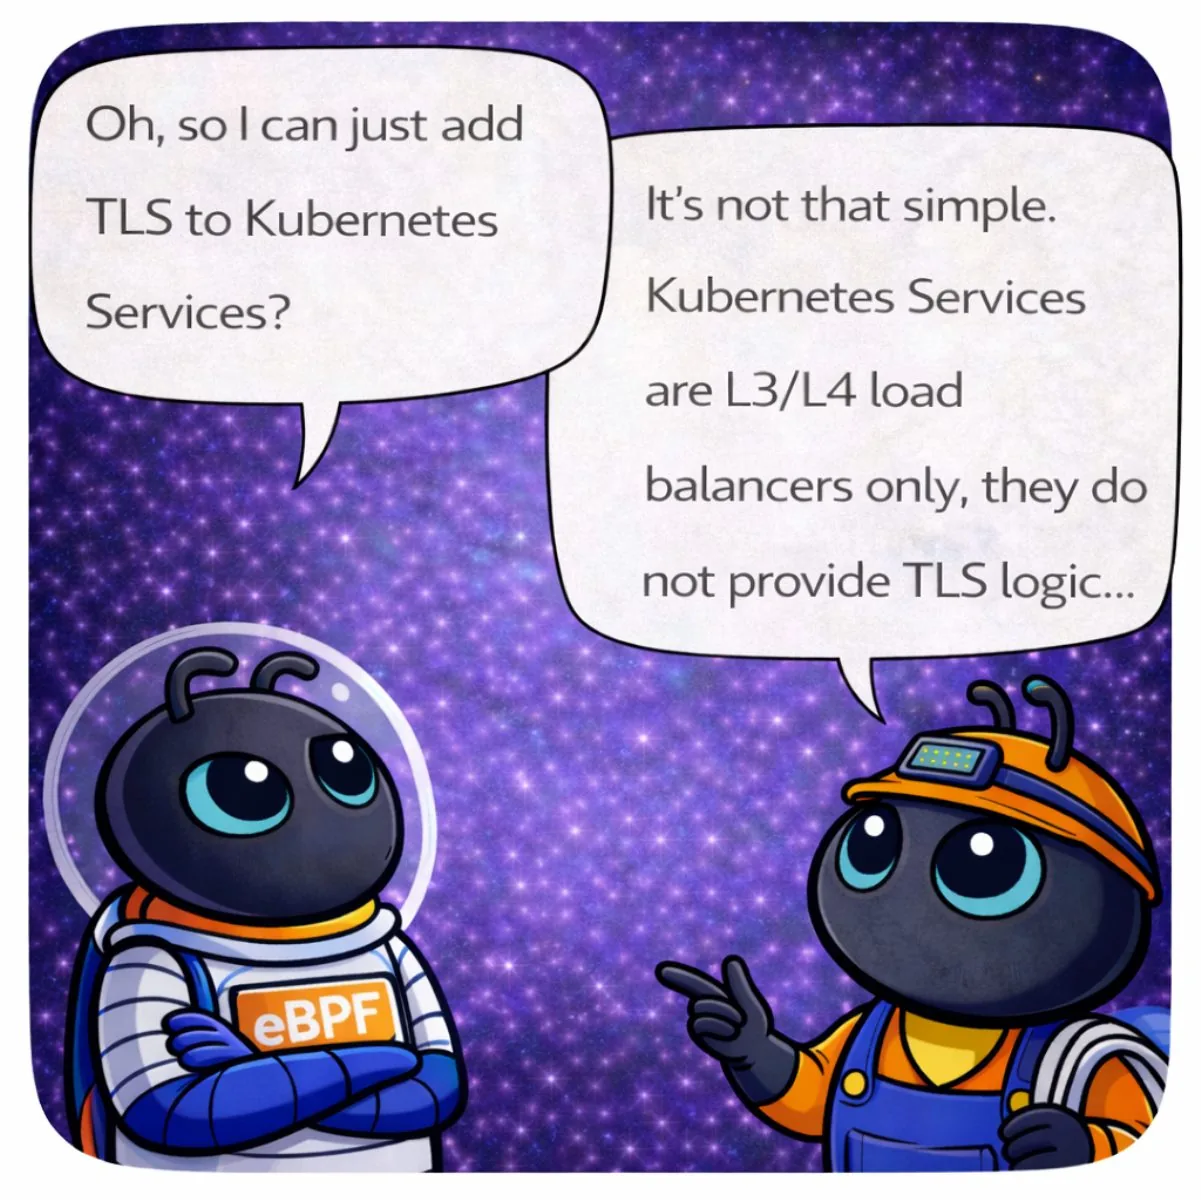 Oh, so I can just add
TLS to Kubernetes
Services?
It's not that simple.
Kubernetes Services
are L3/L4 load
balancers only, they do
not provide TLS logic...
eBPF